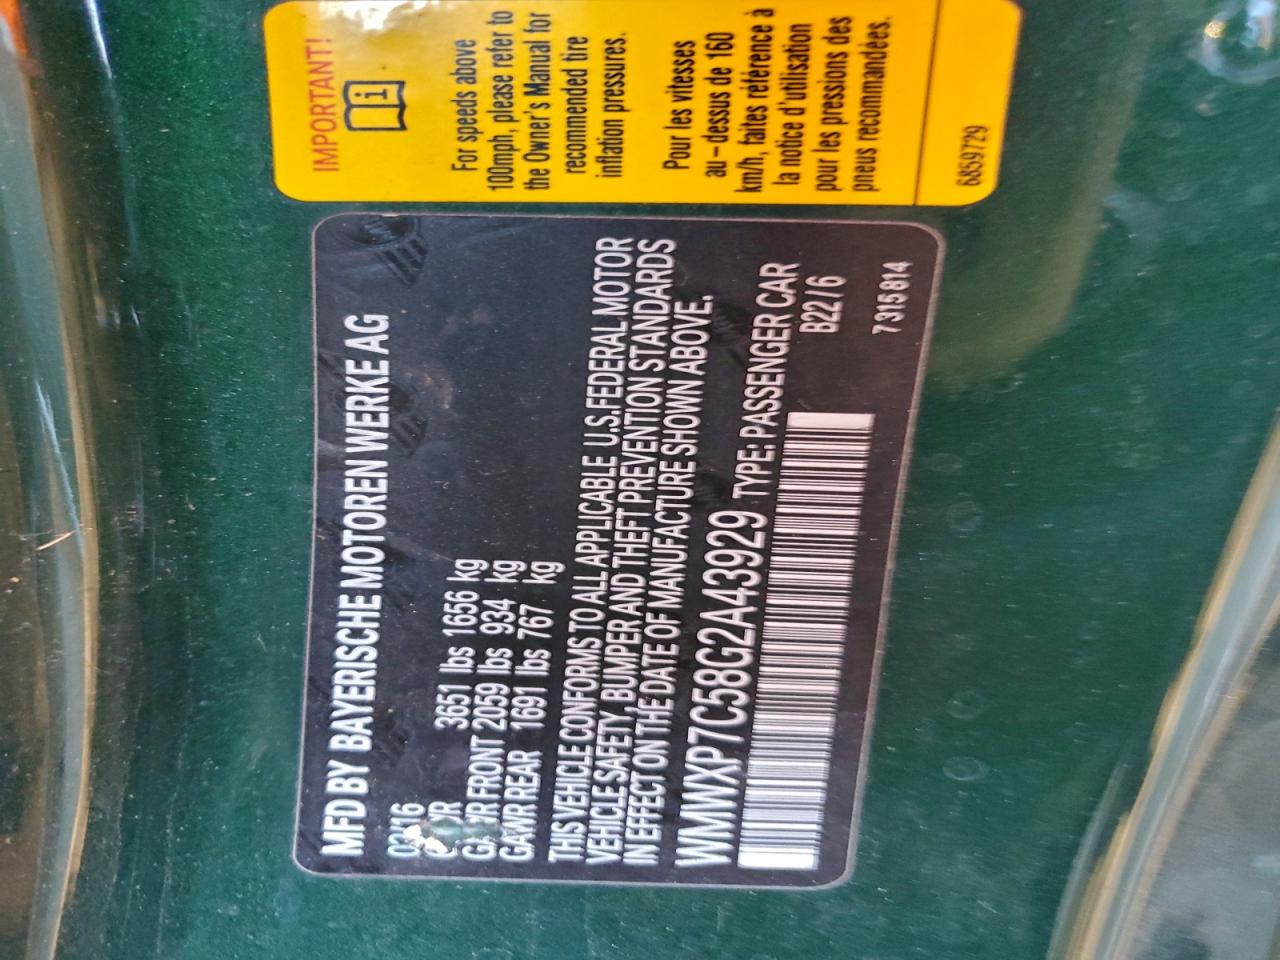 MFD BY BAYERISCHE MOTOREN WERKE AG
3651 lbs 1656 kg
GAWR FRONT 2059 lbs 934 kg
GAWR REAR 1691 lbs 767 kg
THIS VEHICLE CONFORMS TO ALL APPLICABLE U.S.FEDERAL MOTOR
VEHICLE SAFETY, BUMPER AND THEFT PREVENTION STANDARDS
IN EFFECT ON THE DATE OF MANUFACTURE SHOWN ABOVE.
WMWXP7C58G2A43929 TYPE: PASSENGER CAR
B22/6
7 315 814
IMPORTANT!
For speeds above
100mph, please refer to
the Owner's Manual for
recommended tire
inflation pressures.
Pour les vitesses
au-dessus de 160
km/h, faites référence à
la notice d'utilisation
pour les pressions des
pneus recommandées.
6859729